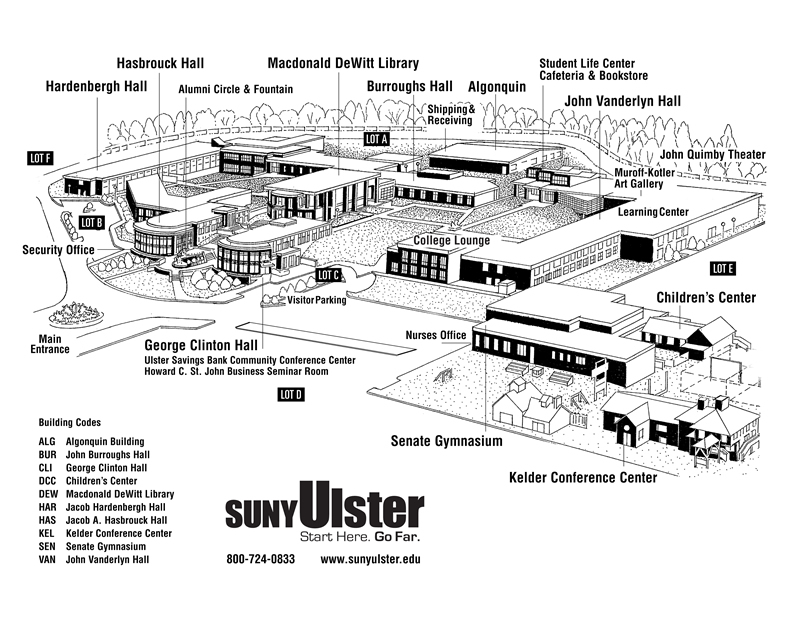 Hasbrouck Hall
Macdonald DeWitt Library
Student Life Center
Cafeteria & Bookstore
Hardenbergh Hall
Alumni Circle & Fountain
Burroughs Hall
Algonquin
John Vanderlyn Hall
Shipping &
Receiving
LOT A
LOT F
John Quimby Theater
Muroff-Kotler
Art Gallery
LOT B
Learning Center
Security Office
College Lounge
LOT C
LOT E
Visitor Parking
Children's Center
Main
Entrance
Nurses Office
George Clinton Hall
Ulster Savings Bank Community Conference Center
Howard C. St. John Business Seminar Room
LOT D
Senate Gymnasium
Kelder Conference Center
Building Codes
ALG Algonquin Building
BUR John Burroughs Hall
CLI George Clinton Hall
DCC Children's Center
DEW Macdonald DeWitt Library
HAR Jacob Hardenbergh Hall
HAS Jacob A. Hasbrouck Hall
KEL Kelder Conference Center
SEN Senate Gymnasium
VAN John Vanderlyn Hall
SUNY Ulster
Start Here. Go Far.
800-724-0833 www.sunyulster.edu